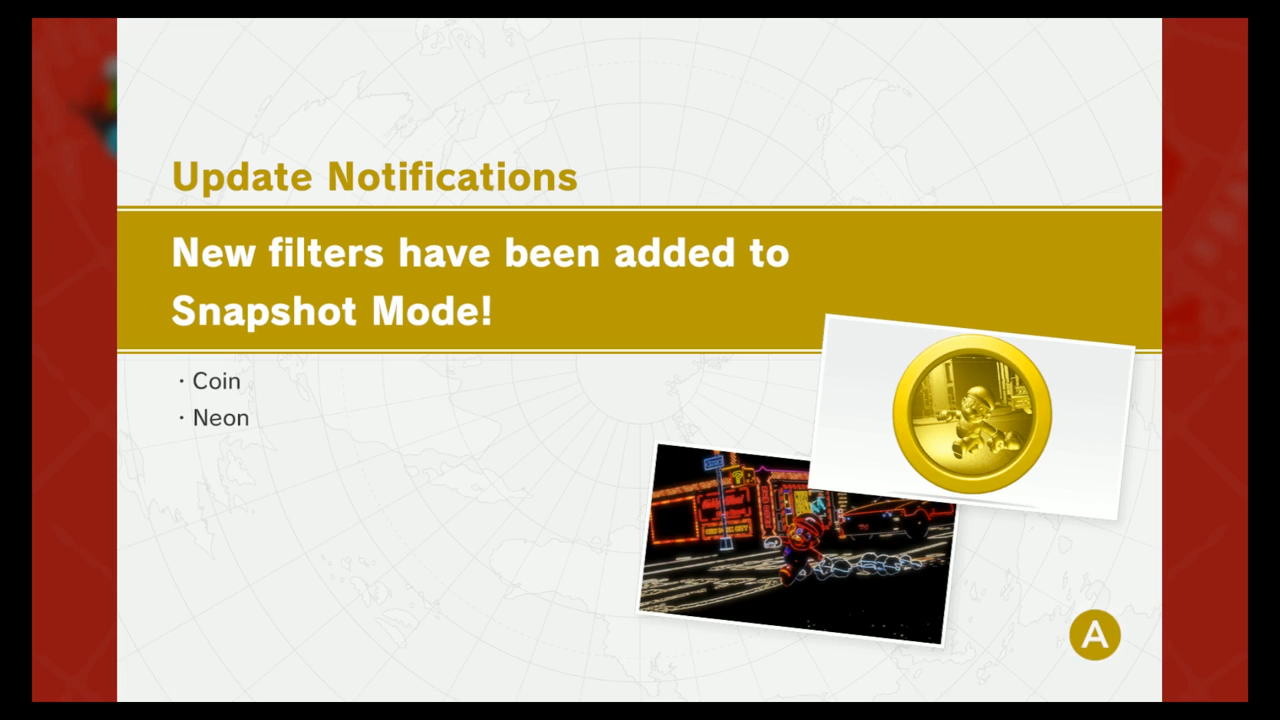 Update Notifications
New filters have been added to
Snapshot Mode!
· Coin
· Neon
A